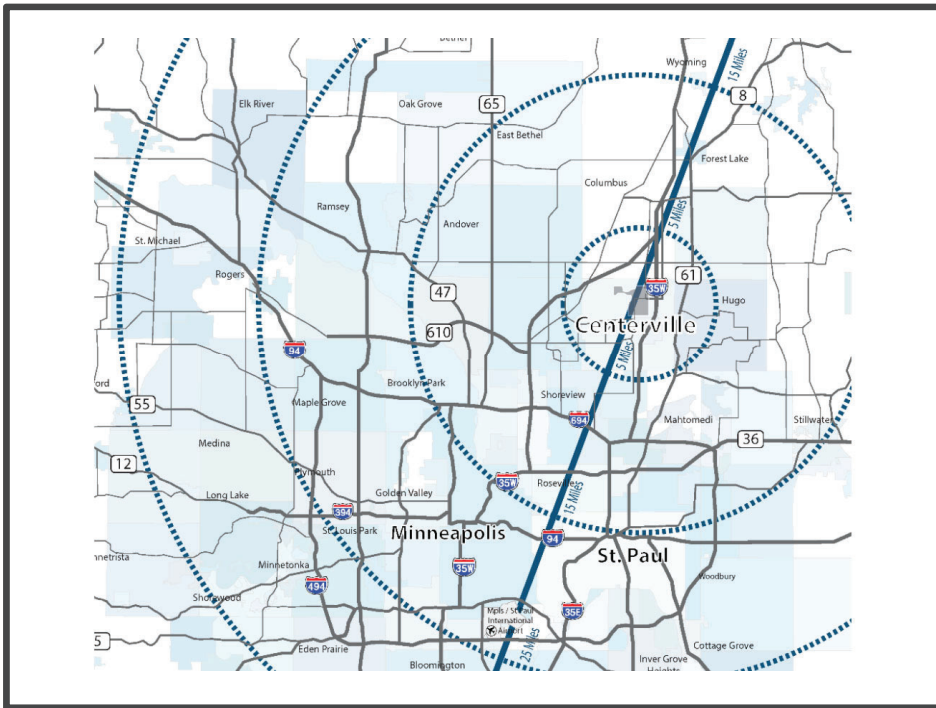 Bethel
Wyoming
15 Miles
8
Elk River
Oak Grove
65
East Bethel
Forest Lake
Columbus
Ramsey
Andover
5 Miles
St. Michael
Rogers
61
35W
47
Hugo
Centerville
610
94
5 Miles
Brooklyn Park
Shoreview
55
Maple Grove
694
Mahtomedi
Stillwater
Medina
36
12
Plymouth
35W
Roseville
Long Lake
Golden Valley
15 Miles
394
St. Louis Park
Minneapolis
94
St. Paul
Minnetonka
35W
Woodbury
494
Shorewood
Mpls / St Paul
International
Airport
35E
25 Miles
5
Eden Prairie
Bloomington
Cottage Grove
Inver Grove
Heights